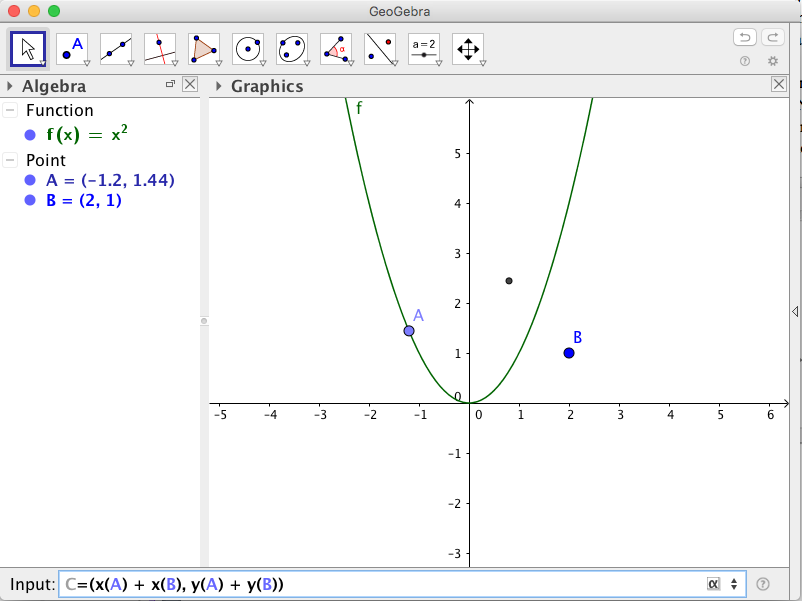 GeoGebra
A
α
a = 2
Algebra
Graphics
Function
f(x) = x²
Point
A = (-1.2, 1.44)
B = (2, 1)
f
5
4
3
A
2
B
1
0
-5 -4 -3 -2 -1 0 1 2 3 4 5 6
-1
-2
-3
Input: C=(x(A) + x(B), y(A) + y(B)) α